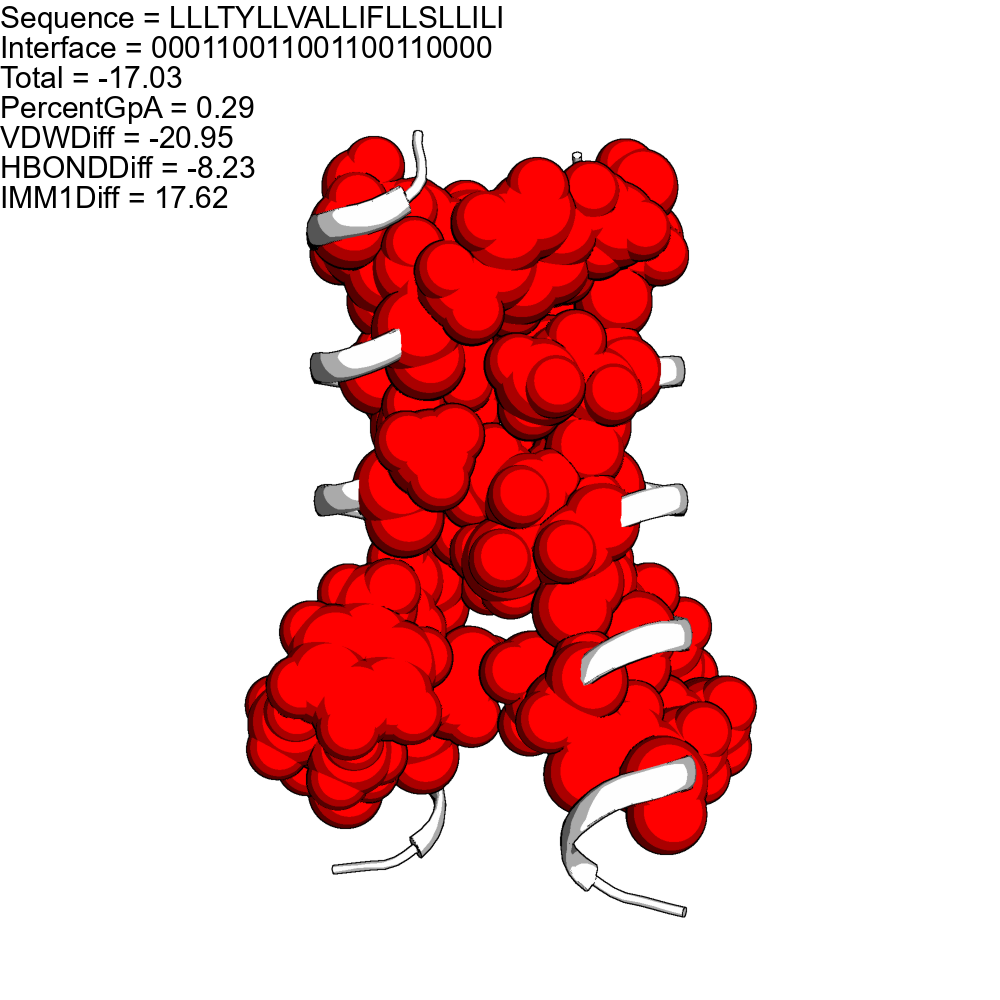 Sequence = LLLTYLLVALLIFLLSLLILI
Interface = 000110011001100110000
Total = -17.03
PercentGpA = 0.29
VDWDiff = -20.95
HBONDDiff = -8.23
IMM1Diff = 17.62